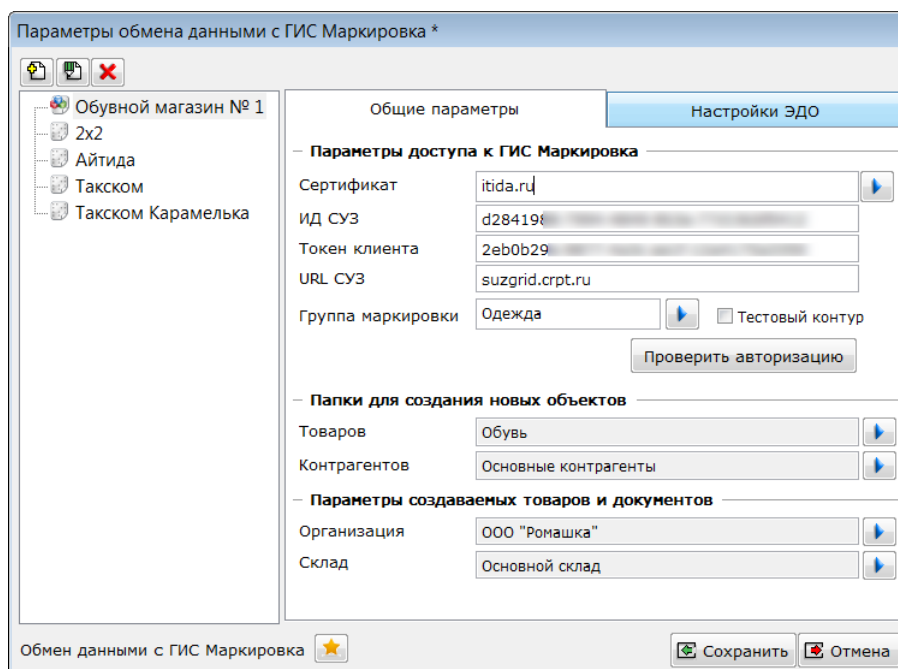 Параметры обмена данными с ГИС Маркировка *
Обувной магазин № 1
2x2
Айтида
Такском
Такском Карамелька
Общие параметры
Настройки ЭДО
Параметры доступа к ГИС Маркировка
Сертификат
itida.ru
ИД СУЗ
d284198
Токен клиента
2eb0b29
URL СУЗ
suzgrid.crpt.ru
Группа маркировки
Одежда
Тестовый контур
Проверить авторизацию
Папки для создания новых объектов
Товаров
Обувь
Контрагентов
Основные контрагенты
Параметры создаваемых товаров и документов
Организация
ООО "Ромашка"
Склад
Основной склад
Обмен данными с ГИС Маркировка
Сохранить
Отмена